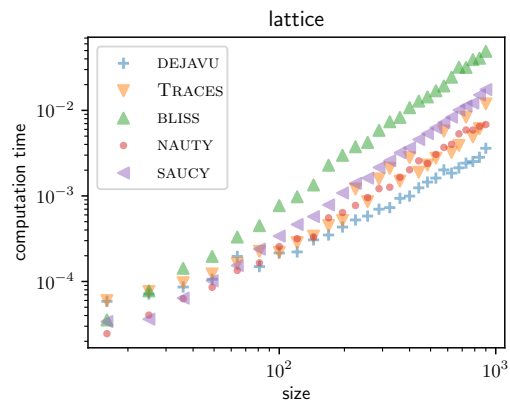 lattice
computation time
10^{-2}
10^{-3}
10^{-4}
DEJAVU
TRACES
BLISS
NAUTY
SAUCY
10^2
10^3
size